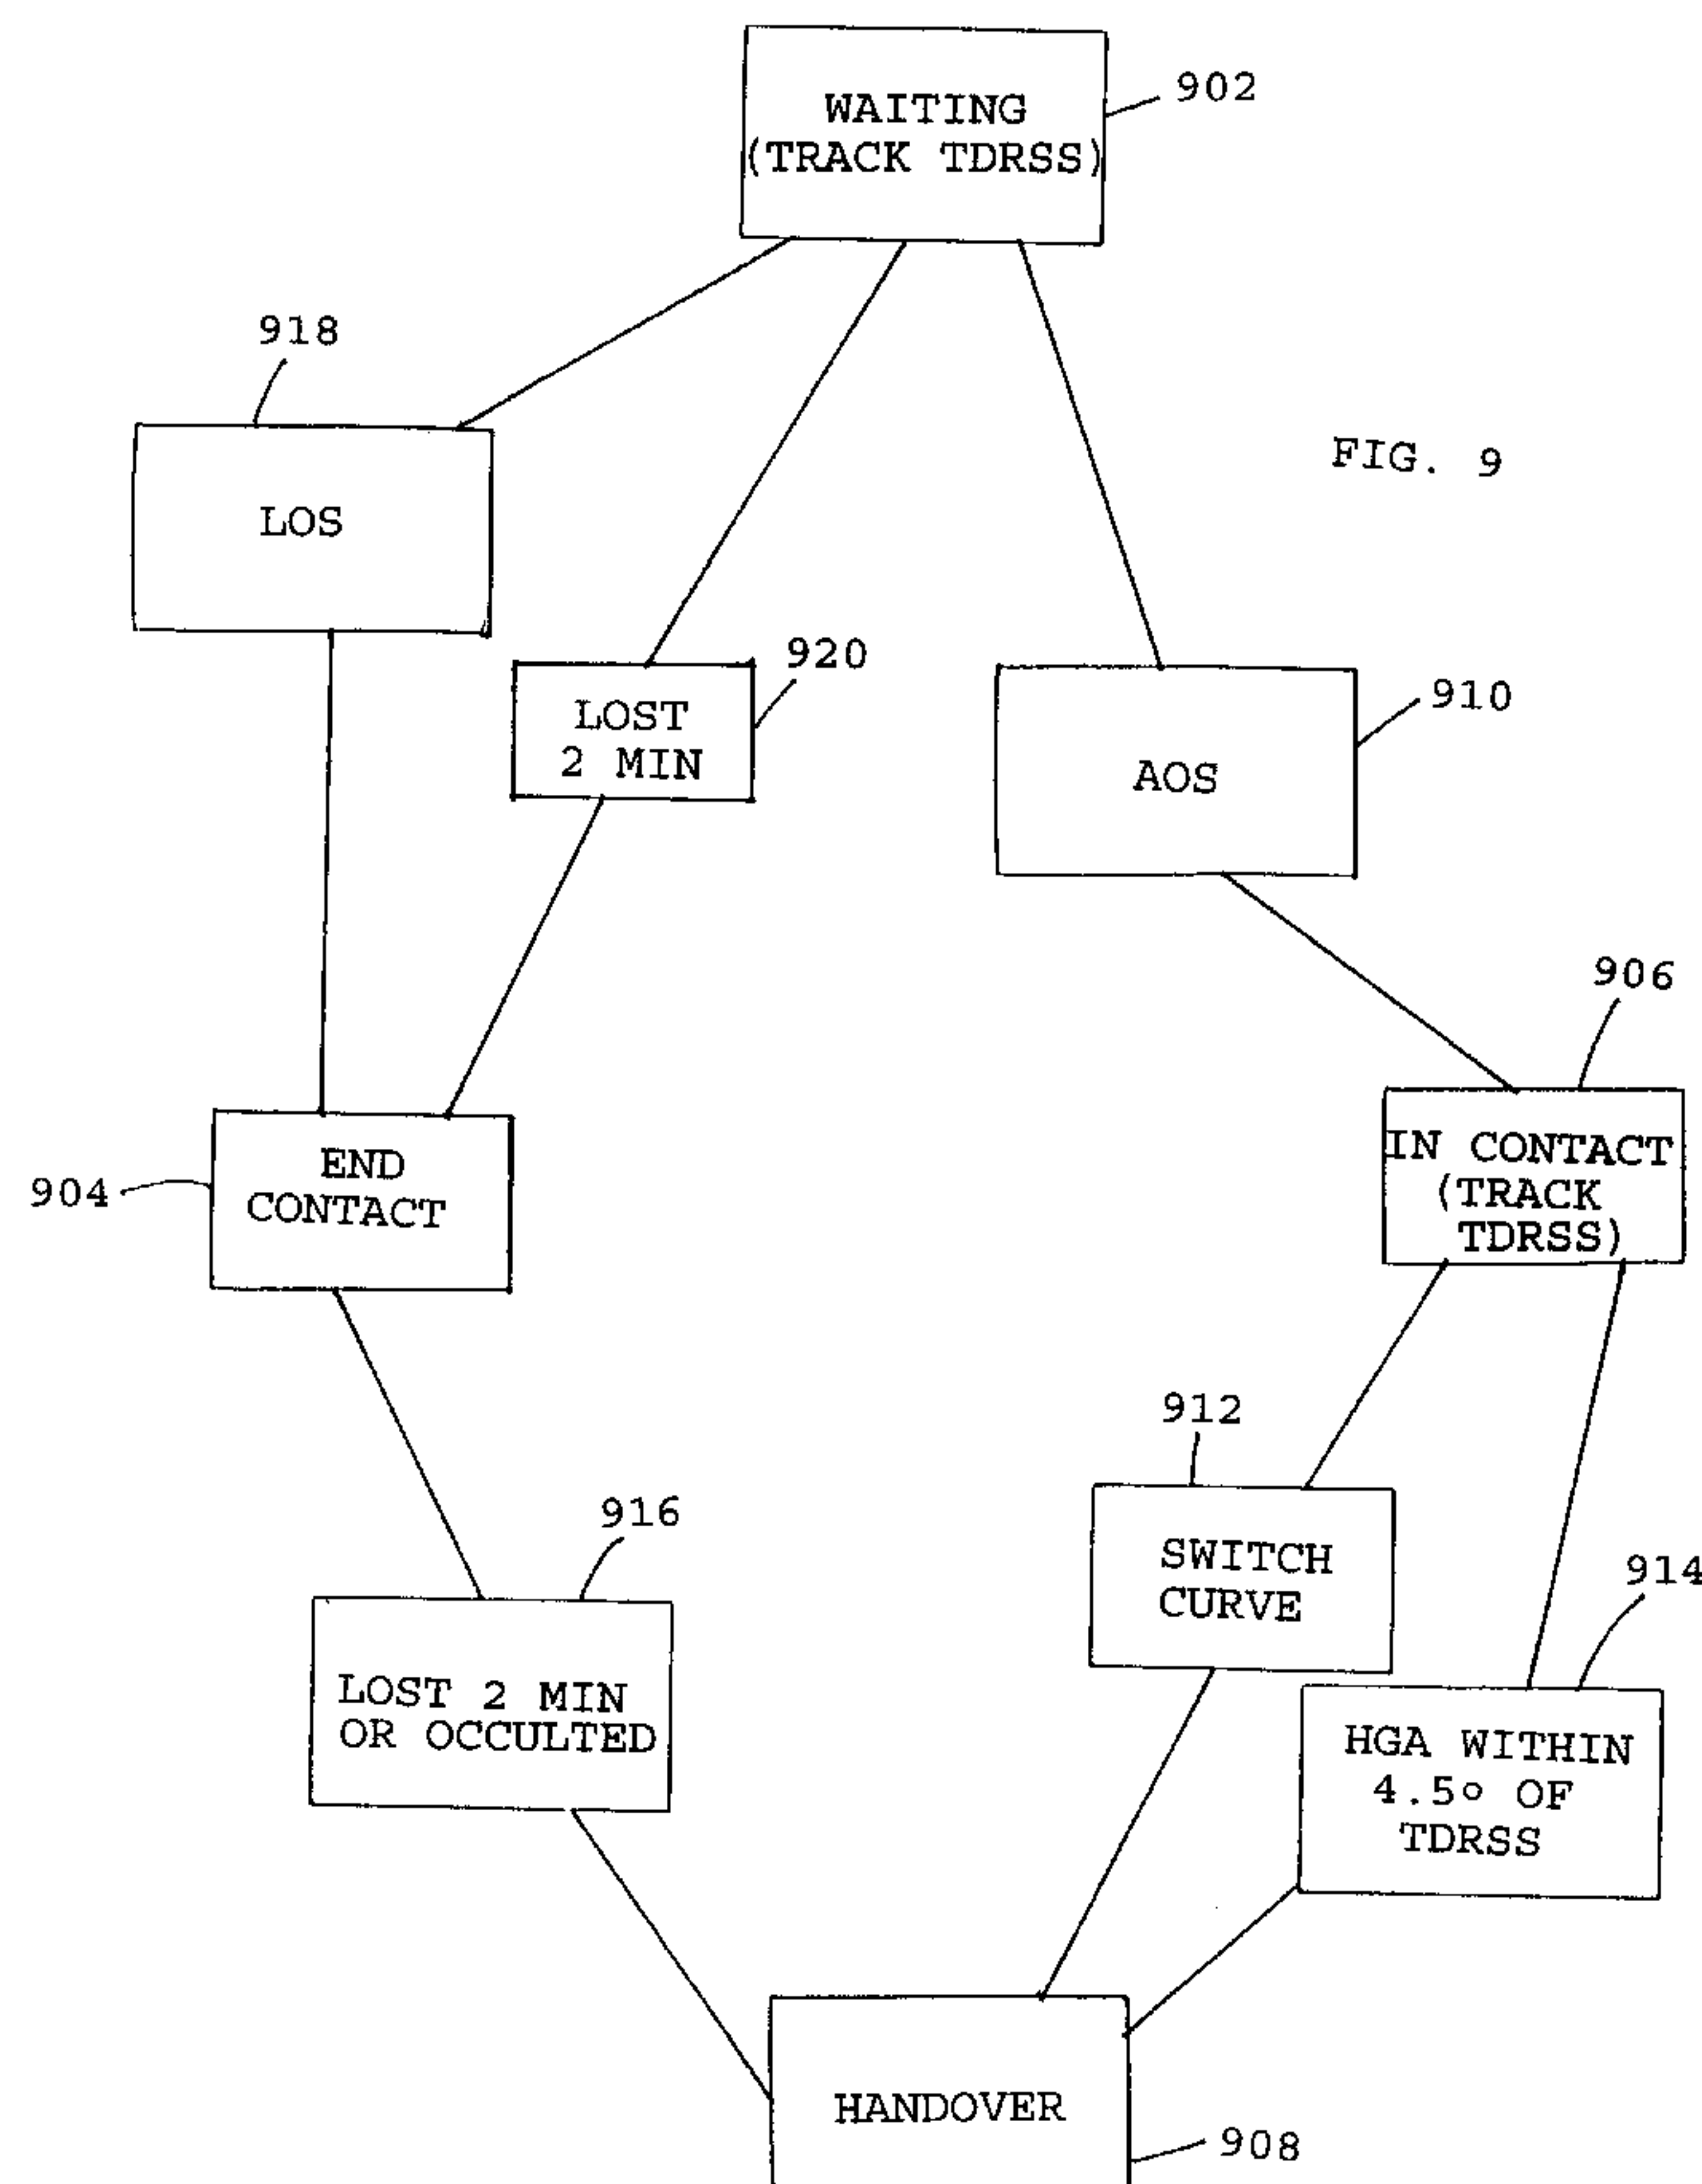 WAITING
(TRACK TDRSS)
902
918
LOS
FIG. 9
920
LOST
2 MIN
910
AOS
906
IN CONTACT
(TRACK
TDRSS)
END
CONTACT
904
912
SWITCH
CURVE
916
LOST 2 MIN
OR OCCULTED
914
HGA WITHIN
4.5° OF
TDRSS
HANDOVER
908